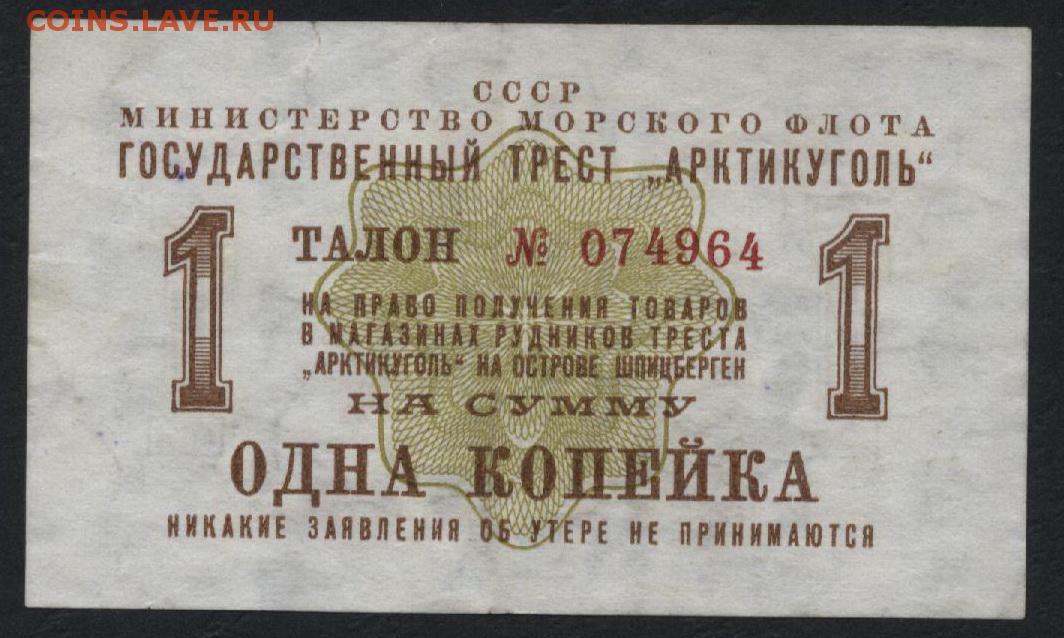 COINS.LAVE.RU
СССР
МИНИСТЕРСТВО МОРСКОГО ФЛОТА
ГОСУДАРСТВЕННЫЙ ТРЕСТ „АРКТИКУГОЛЬ“
1 ТАЛОН № 074964 1
НА ПРАВО ПОЛУЧЕНИЯ ТОВАРОВ
В МАГАЗИНАХ РУДНИКОВ ТРЕСТА
„АРКТИКУГОЛЬ“ НА ОСТРОВЕ ШПИЦБЕРГЕН
НА СУММУ
ОДНА КОПЕЙКА
НИКАКИЕ ЗАЯВЛЕНИЯ ОБ УТЕРЕ НЕ ПРИНИМАЮТСЯ